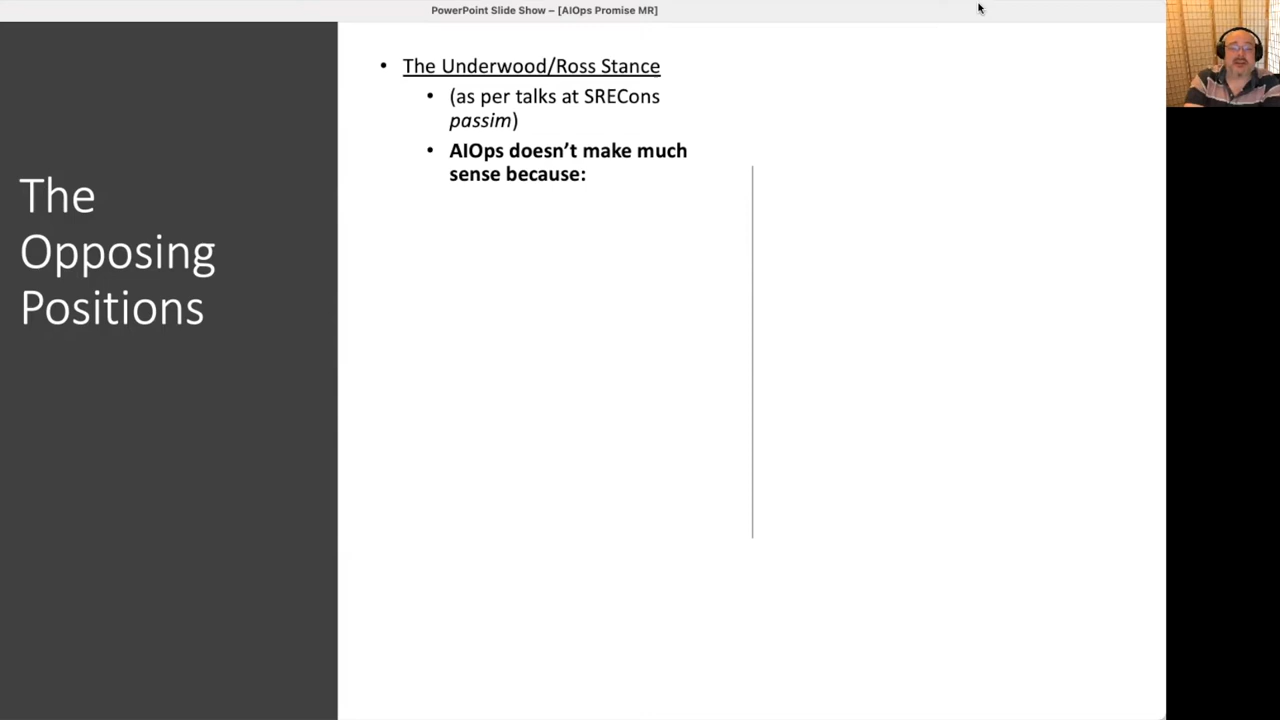 PowerPoint Slide Show – [AIOps Promise MR]
The
Opposing
Positions
• The Underwood/Ross Stance
• (as per talks at SRECons
passim)
• AIOps doesn’t make much
sense because: